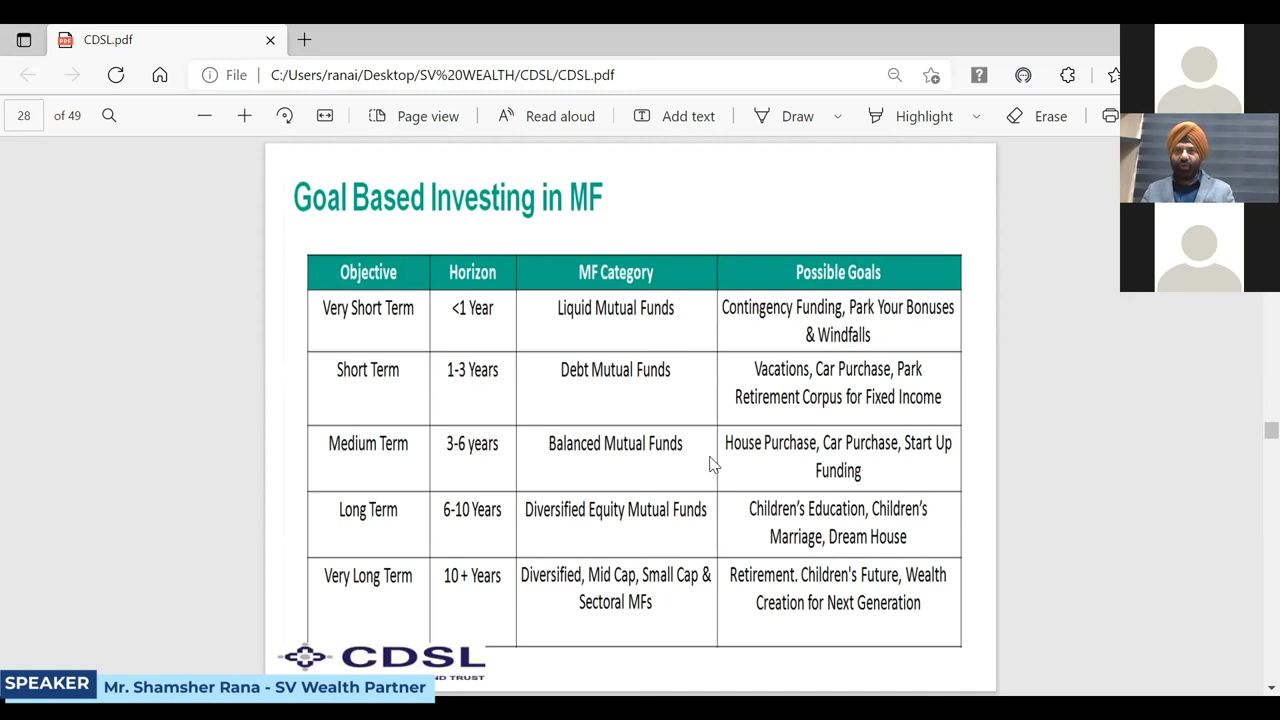 CDSL.pdf
File C:/Users/ranai/Desktop/SV%20WEALTH/CDSL/CDSL.pdf
28 of 49 Page view Read aloud Add text Draw Highlight Erase
Goal Based Investing in MF
Objective Horizon MF Category Possible Goals
Very Short Term <1 Year Liquid Mutual Funds Contingency Funding, Park Your Bonuses
& Windfalls
Short Term 1-3 Years Debt Mutual Funds Vacations, Car Purchase, Park
Retirement Corpus for Fixed Income
Medium Term 3-6 years Balanced Mutual Funds House Purchase, Car Purchase, Start Up
Funding
Long Term 6-10 Years Diversified Equity Mutual Funds Children's Education, Children's
Marriage, Dream House
Very Long Term 10+ Years Diversified, Mid Cap, Small Cap & Retirement. Children's Future, Wealth
Sectoral MFs Creation for Next Generation
CDSL
ND TRUST
SPEAKER Mr. Shamsher Rana - SV Wealth Partner